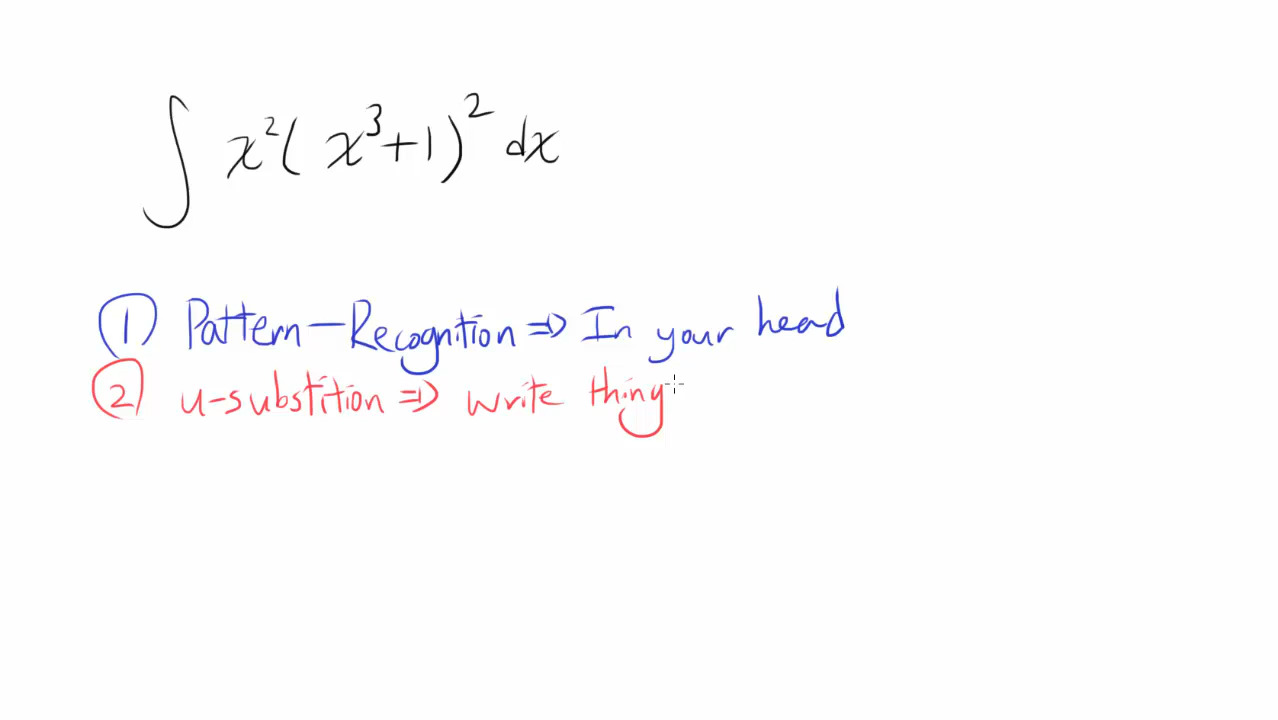 ∫ x²(x³+1)² dx
① Pattern-Recognition ⇒ In your head
② u-substition ⇒ write thing